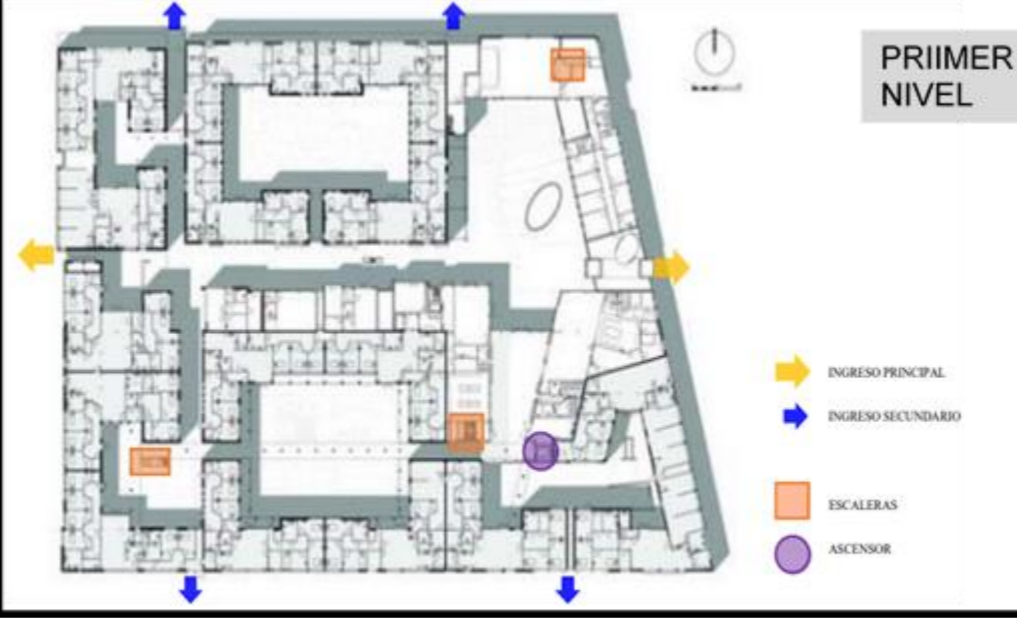 PRIIMER
NIVEL
INGRESO PRINCIPAL
INGRESO SECUNDARIO
ESCALERAS
ASCENSOR